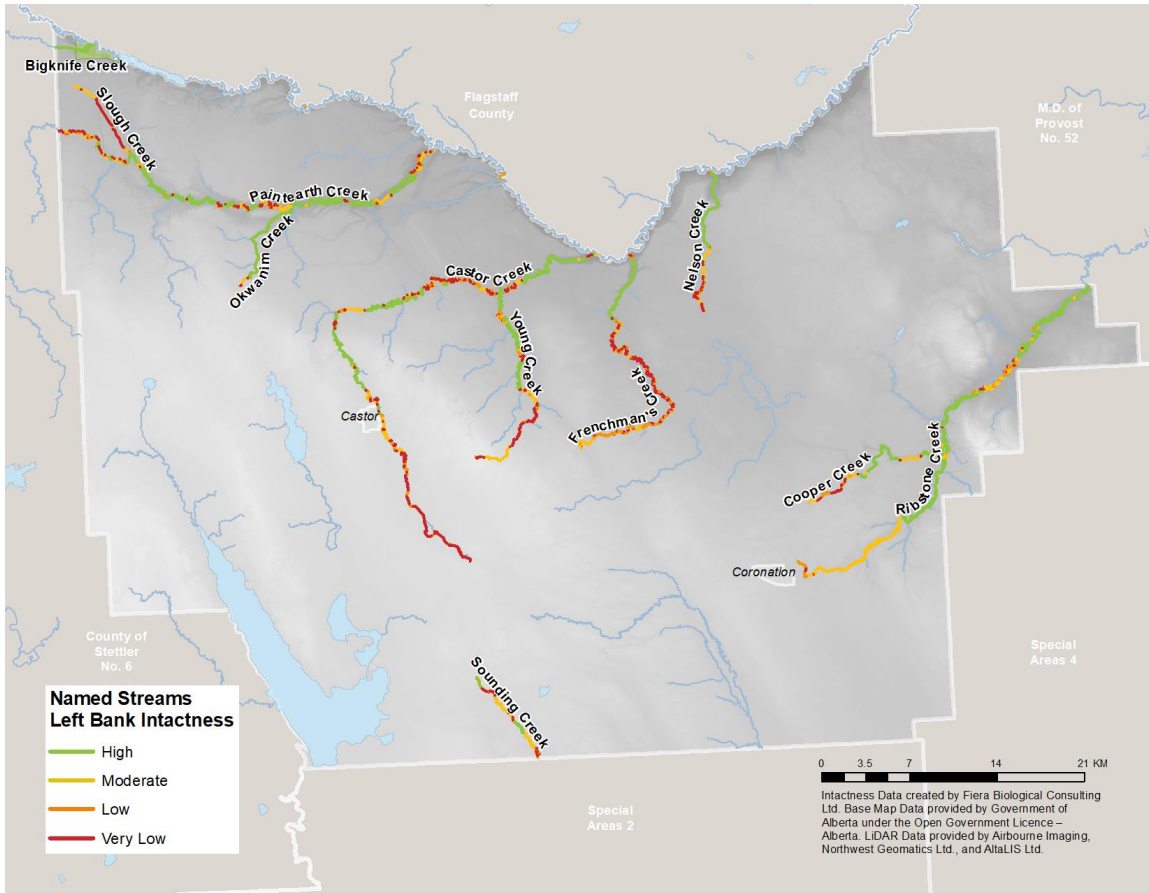 Bigknife Creek
Slough Creek
Flagstaff
County
M.D. of
Provost
No. 52
Paintearth Creek
Okwanim Creek
Nelson Creek
Castor Creek
Young Creek
Frenchman's Creek
Castor
Cooper Creek
Ribstone Creek
Coronation
County of
Stettler
No. 6
Special
Areas 4
Sounding Creek
Named Streams
Left Bank Intactness
High
Moderate
Low
Very Low
Special
Areas 2
0 3.5 7 14 21 KM
Intactness Data created by Fiera Biological Consulting
Ltd. Base Map Data provided by Government of
Alberta under the Open Government Licence –
Alberta. LiDAR Data provided by Airbourne Imaging,
Northwest Geomatics Ltd., and AltaLIS Ltd.